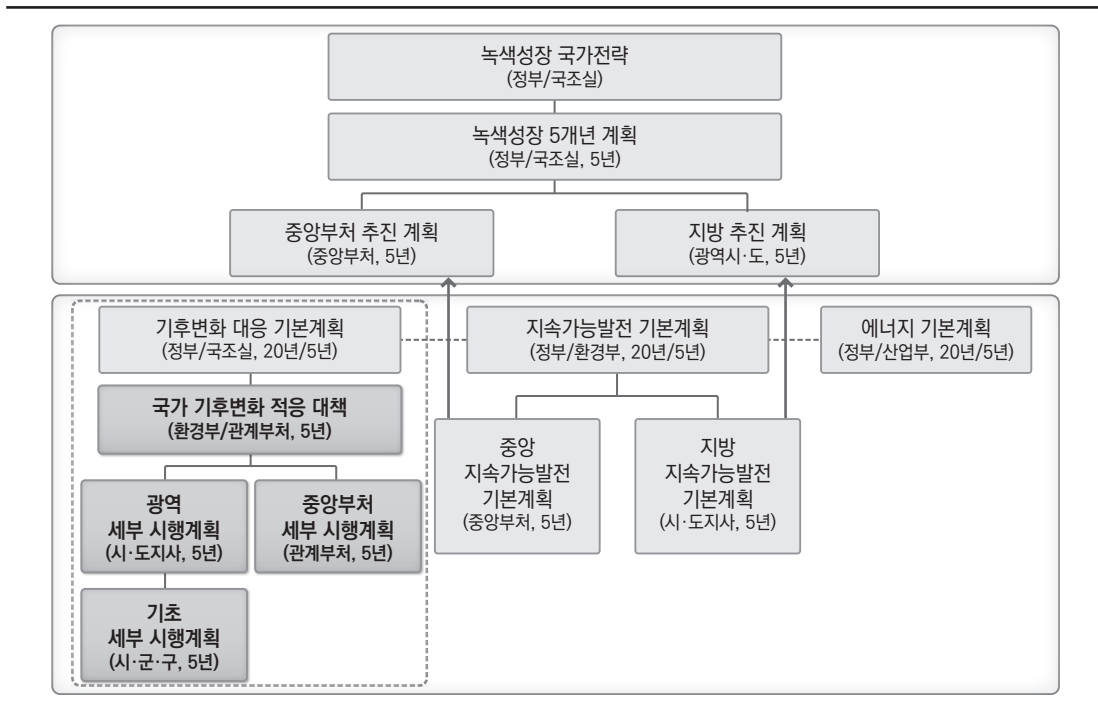 녹색성장 국가전략
(정부/국조실)
녹색성장 5개년 계획
(정부/국조실, 5년)
중앙부처 추진 계획
(중앙부처, 5년)
지방 추진 계획
(광역시·도, 5년)
기후변화 대응 기본계획
(정부/국조실, 20년/5년)
지속가능발전 기본계획
(정부/환경부, 20년/5년)
에너지 기본계획
(정부/산업부, 20년/5년)
국가 기후변화 적응 대책
(환경부/관계부처, 5년)
중앙
지속가능발전
기본계획
(중앙부처, 5년)
지방
지속가능발전
기본계획
(시·도지사, 5년)
광역
세부 시행계획
(시·도지사, 5년)
중앙부처
세부 시행계획
(관계부처, 5년)
기초
세부 시행계획
(시·군·구, 5년)